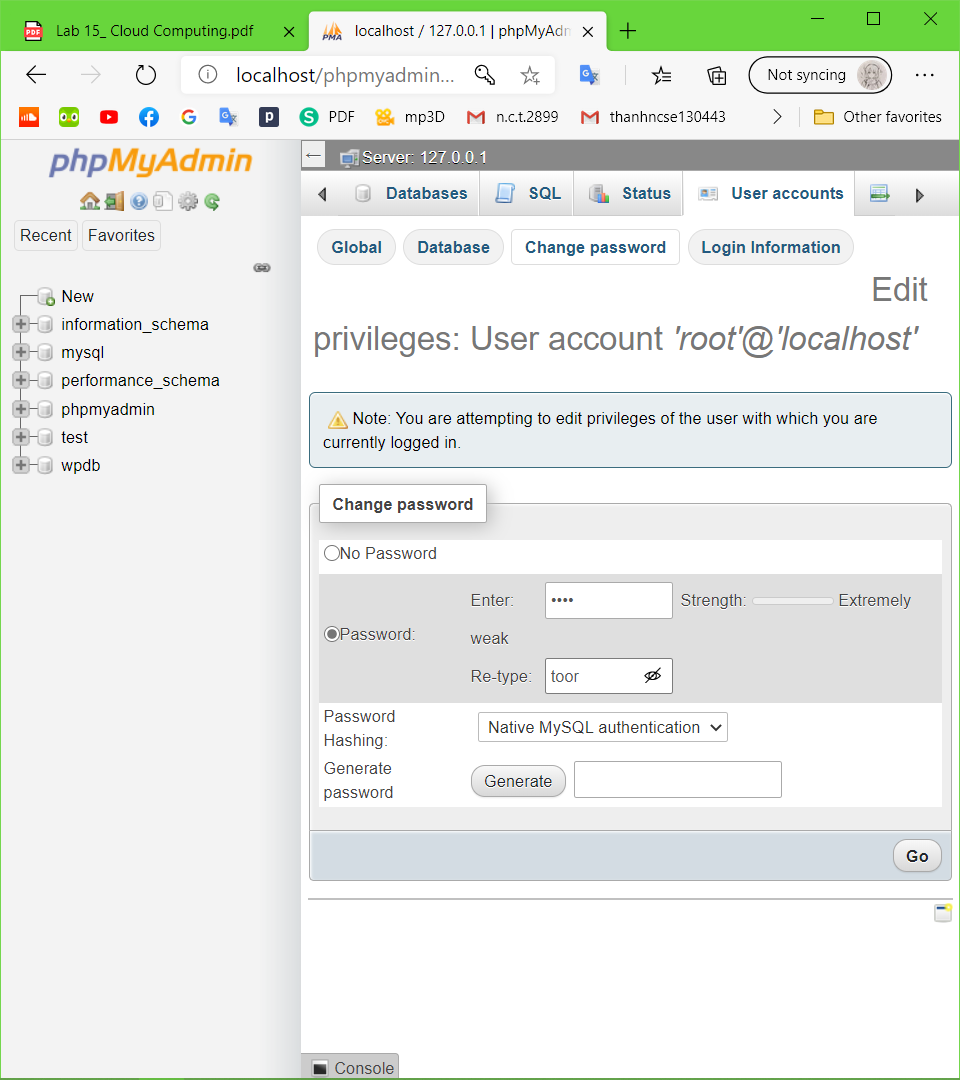 Lab 15_ Cloud Computing.pdf
localhost / 127.0.0.1 | phpMyAdn
localhost/phpmyadmin...
Not syncing
PDF
mp3D
n.c.t.2899
thanhncse130443
Other favorites
phpMyAdmin
Recent
Favorites
New
information_schema
mysql
performance_schema
phpmyadmin
test
wpdb
Server: 127.0.0.1
Databases
SQL
Status
User accounts
Global
Database
Change password
Login Information
Edit
privileges: User account 'root'@'localhost'
Note: You are attempting to edit privileges of the user with which you are
currently logged in.
Change password
No Password
Password:
Enter:
••••
Strength:
Extremely
weak
Re-type:
toor
Password
Hashing:
Native MySQL authentication
Generate
password
Generate
Go
Console